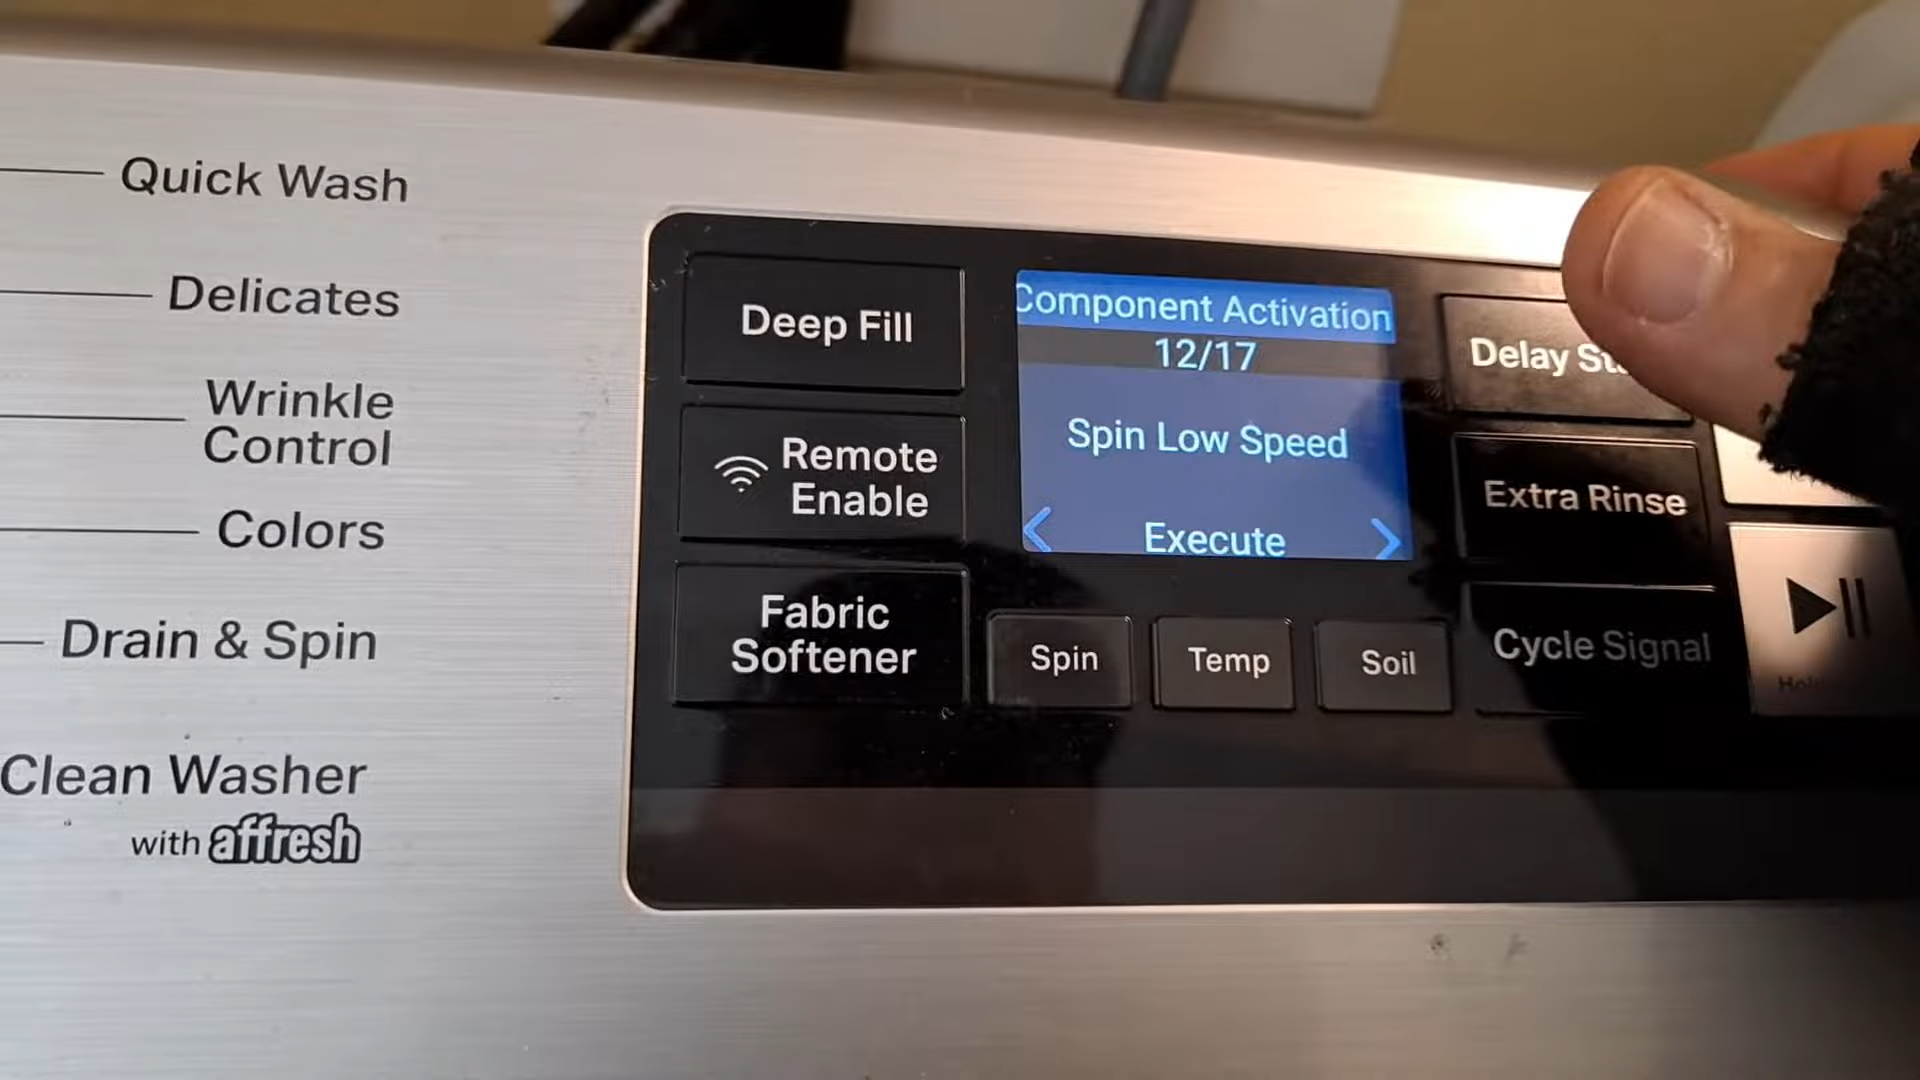 Quick Wash
Delicates
Wrinkle
Control
Colors
Drain & Spin
Clean Washer
with affresh
Deep Fill
Remote
Enable
Fabric
Softener
Component Activation
12/17
Spin Low Speed
Execute
Spin
Temp
Soil
Delay
Extra Rinse
Cycle Signal